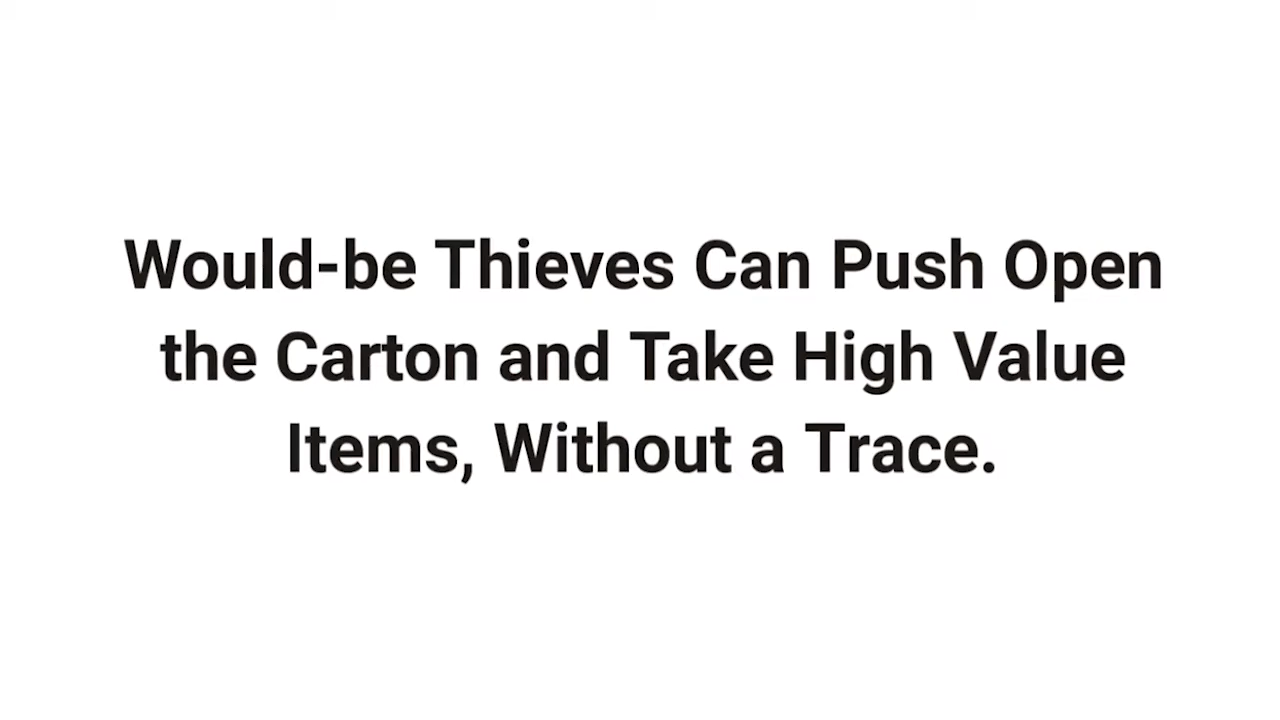 Would-be Thieves Can Push Open
the Carton and Take High Value
Items, Without a Trace.